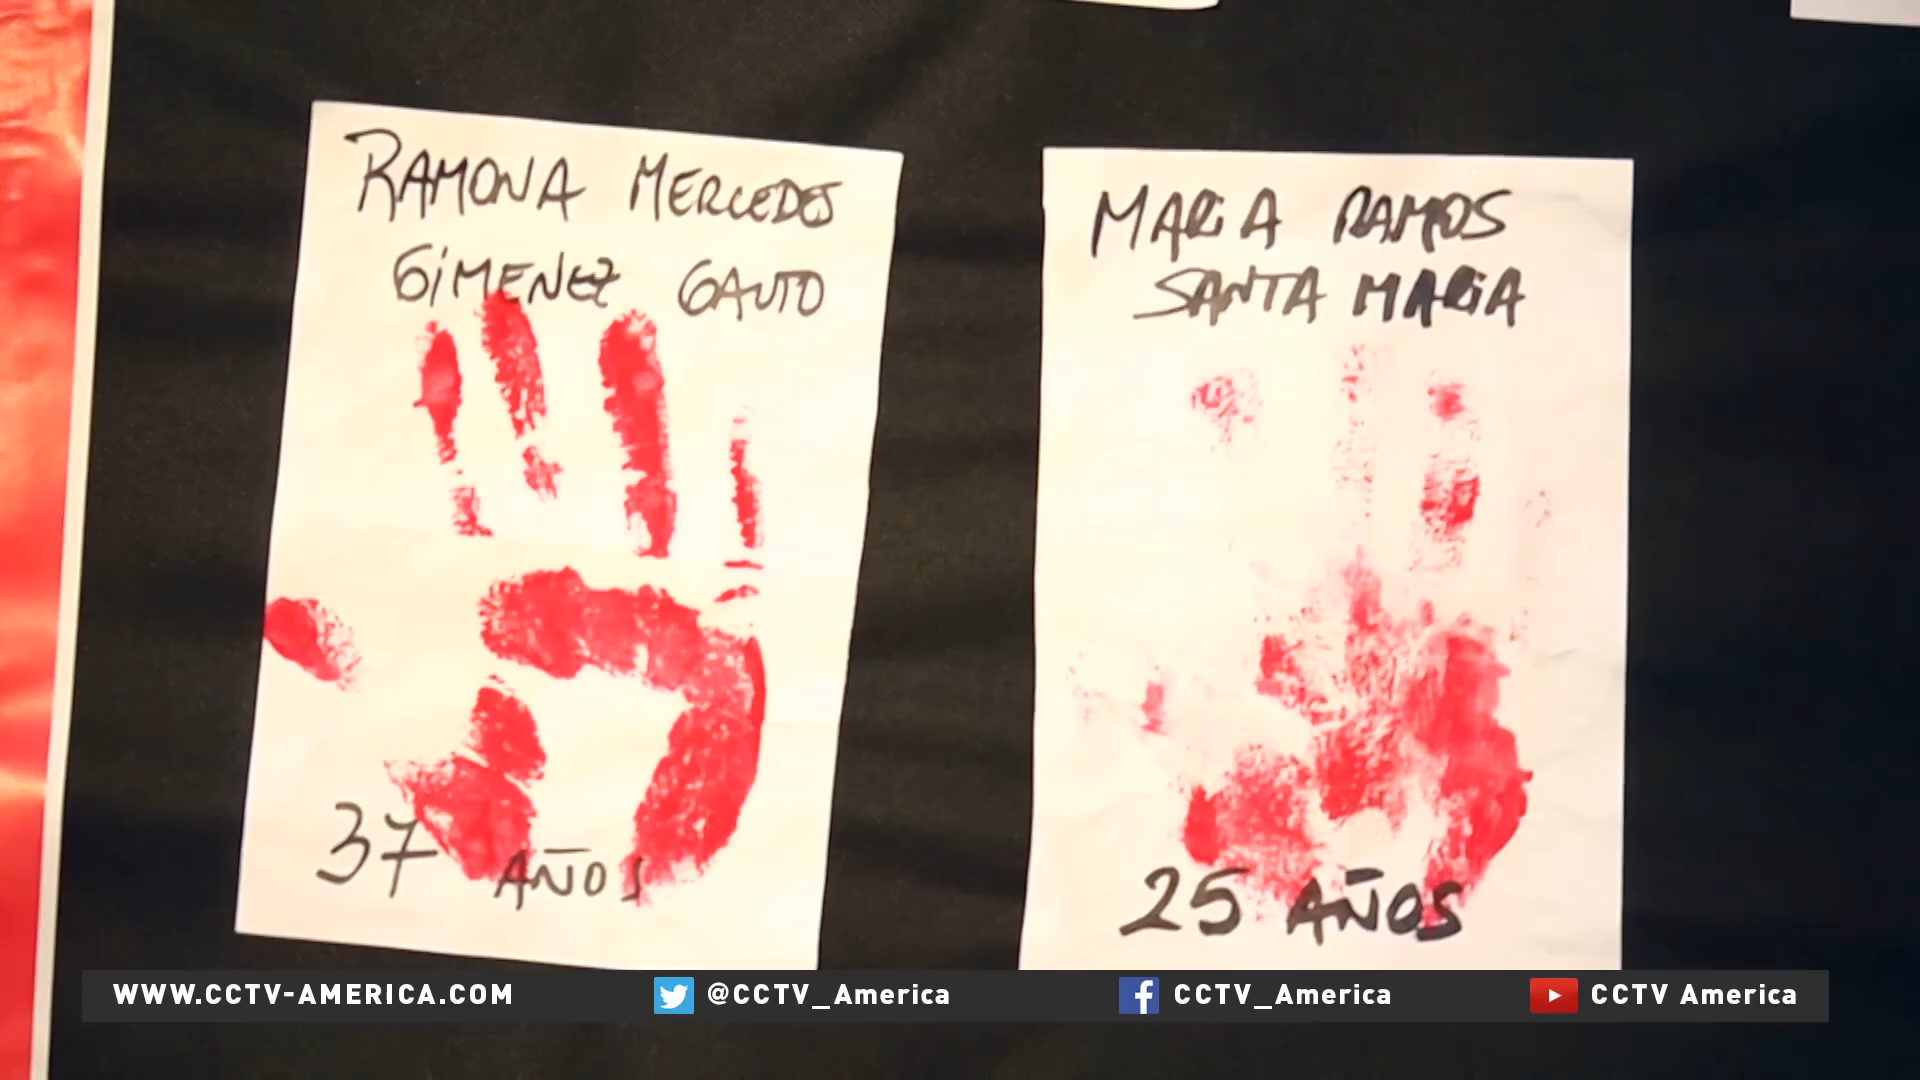 RAMONA MERCEDES
GIMENEZ GAUTO
37 AÑOS
MARIA RAMOS
SANTA MARIA
25 AÑOS
WWW.CCTV-AMERICA.COM
@CCTV_America
CCTV_America
CCTV America